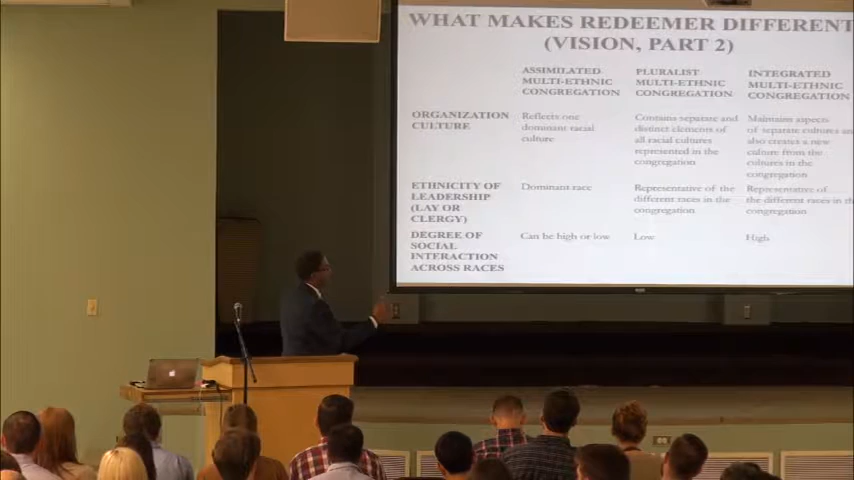 WHAT MAKES REDEEMER DIFFERENT
(VISION, PART 2)
ASSIMILATED
MULTI-ETHNIC
CONGREGATION
PLURALIST
MULTI-ETHNIC
CONGREGATION
INTEGRATED
MULTI-ETHNIC
CONGREGATION
ORGANIZATION
CULTURE
Reflects one
dominant racial
culture
Contains separate and
distinct elements of
all racial cultures
represented in the
congregation
Maintains aspects
of separate cultures
also creates a new
culture from the
cultures in the
congregation
ETHNICITY OF
LEADERSHIP
(LAY OR
CLERGY)
Dominant race
Representative of the
different races in the
congregation
Representative of
the different races in
congregation
DEGREE OF
SOCIAL
INTERACTION
ACROSS RACES
Can be high or low
Low
High